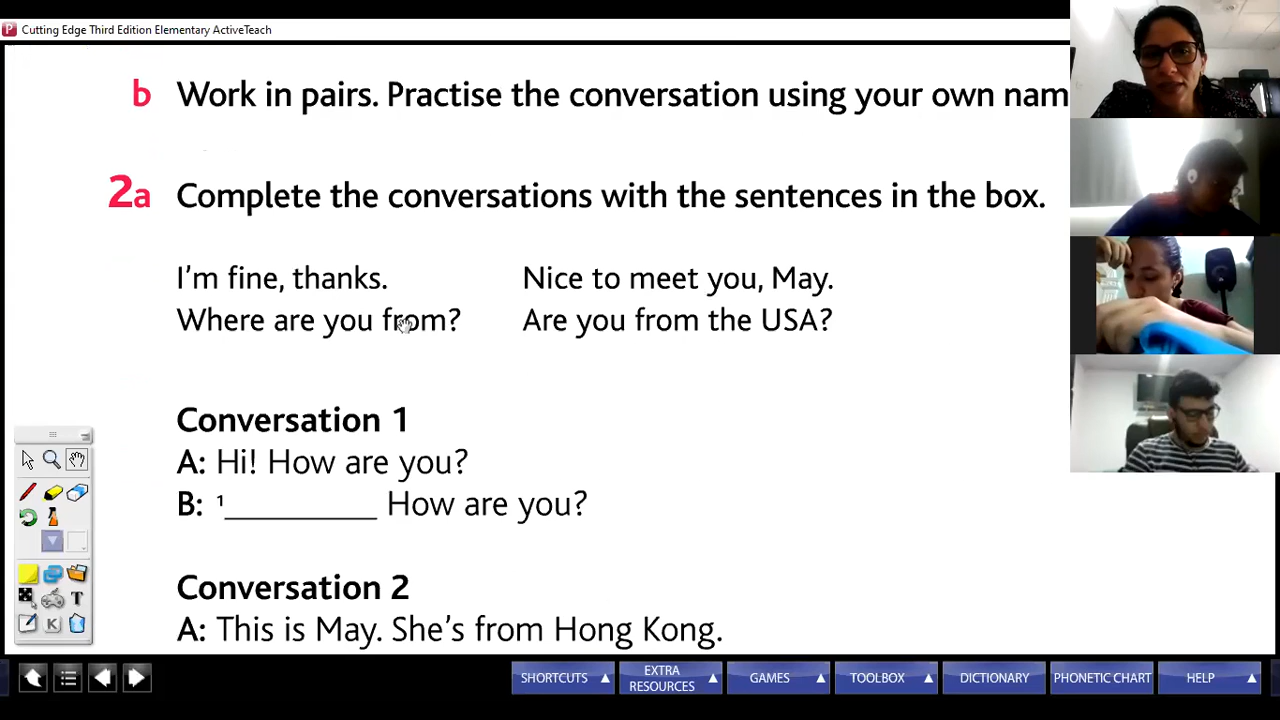 Cutting Edge Third Edition Elementary ActiveTeach
b Work in pairs. Practise the conversation using your own nam
2a Complete the conversations with the sentences in the box.
I'm fine, thanks. Nice to meet you, May.
Where are you from? Are you from the USA?
Conversation 1
A: Hi! How are you?
B: 1__________ How are you?
Conversation 2
A: This is May. She's from Hong Kong.
T
K
SHORTCUTS
EXTRA
RESOURCES
GAMES
TOOLBOX
DICTIONARY
PHONETIC CHART
HELP